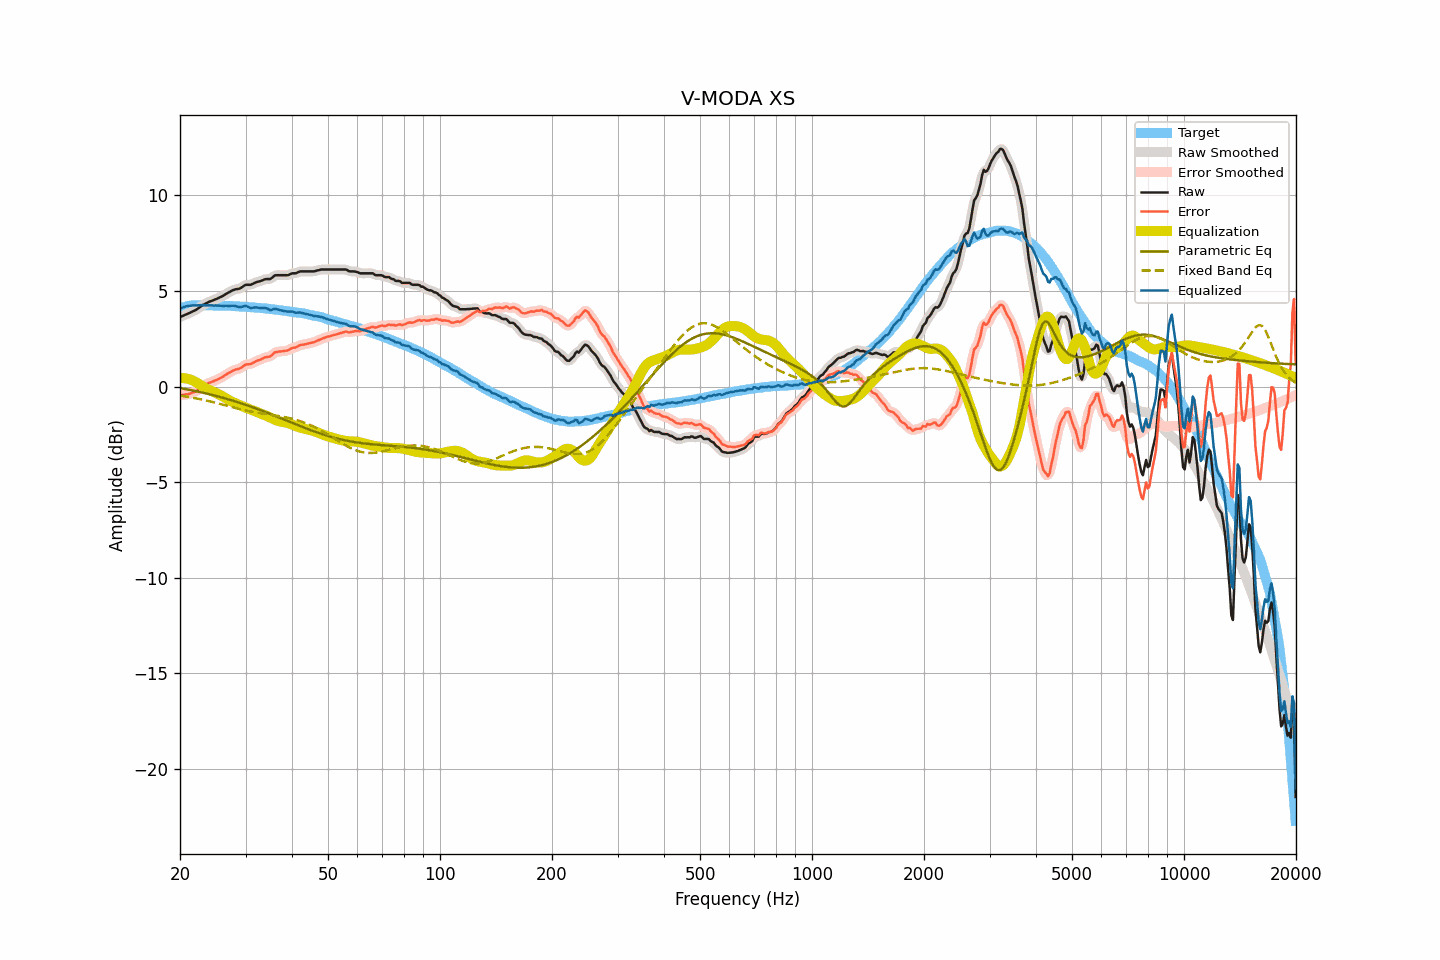 V-MODA XS
Target
Raw Smoothed
Error Smoothed
Raw
Error
Equalization
Parametric Eq
Fixed Band Eq
Equalized
10
5
0
−5
−10
−15
−20
Amplitude (dBr)
20 50 100 200 500 1000 2000 5000 10000 20000
Frequency (Hz)